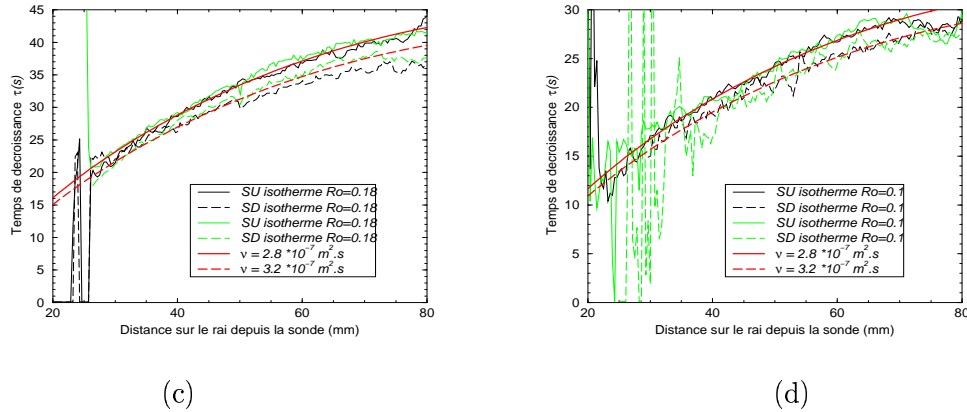 45
40
35
30
25
20
15
10
5
0
Temps de decroissance τ(s)
20 40 60 80
Distance sur le rai depuis la sonde (mm)
SU isotherme Ro=0.18
SD isotherme Ro=0.18
SU isotherme Ro=0.18
SD isotherme Ro=0.18
ν = 2.8 *10⁻⁷ m².s
ν = 3.2 *10⁻⁷ m².s
(c)
30
25
20
15
10
5
0
Temps de decroissance τ(s)
20 40 60 80
Distance sur le rai depuis la sonde (mm)
SU isotherme Ro=0.1
SD isotherme Ro=0.1
SU isotherme Ro=0.1
SD isotherme Ro=0.1
ν = 2.8 *10⁻⁷ m².s
ν = 3.2 *10⁻⁷ m².s
(d)